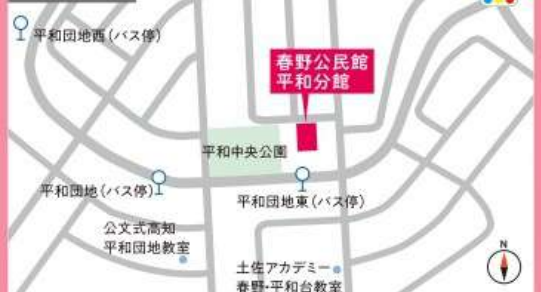 平和団地西(バス停)
春野公民館
平和分館
平和中央公園
平和団地(バス停)
平和団地東(バス停)
公文式高知
平和団地教室
土佐アカデミー
春野・平和台教室
N